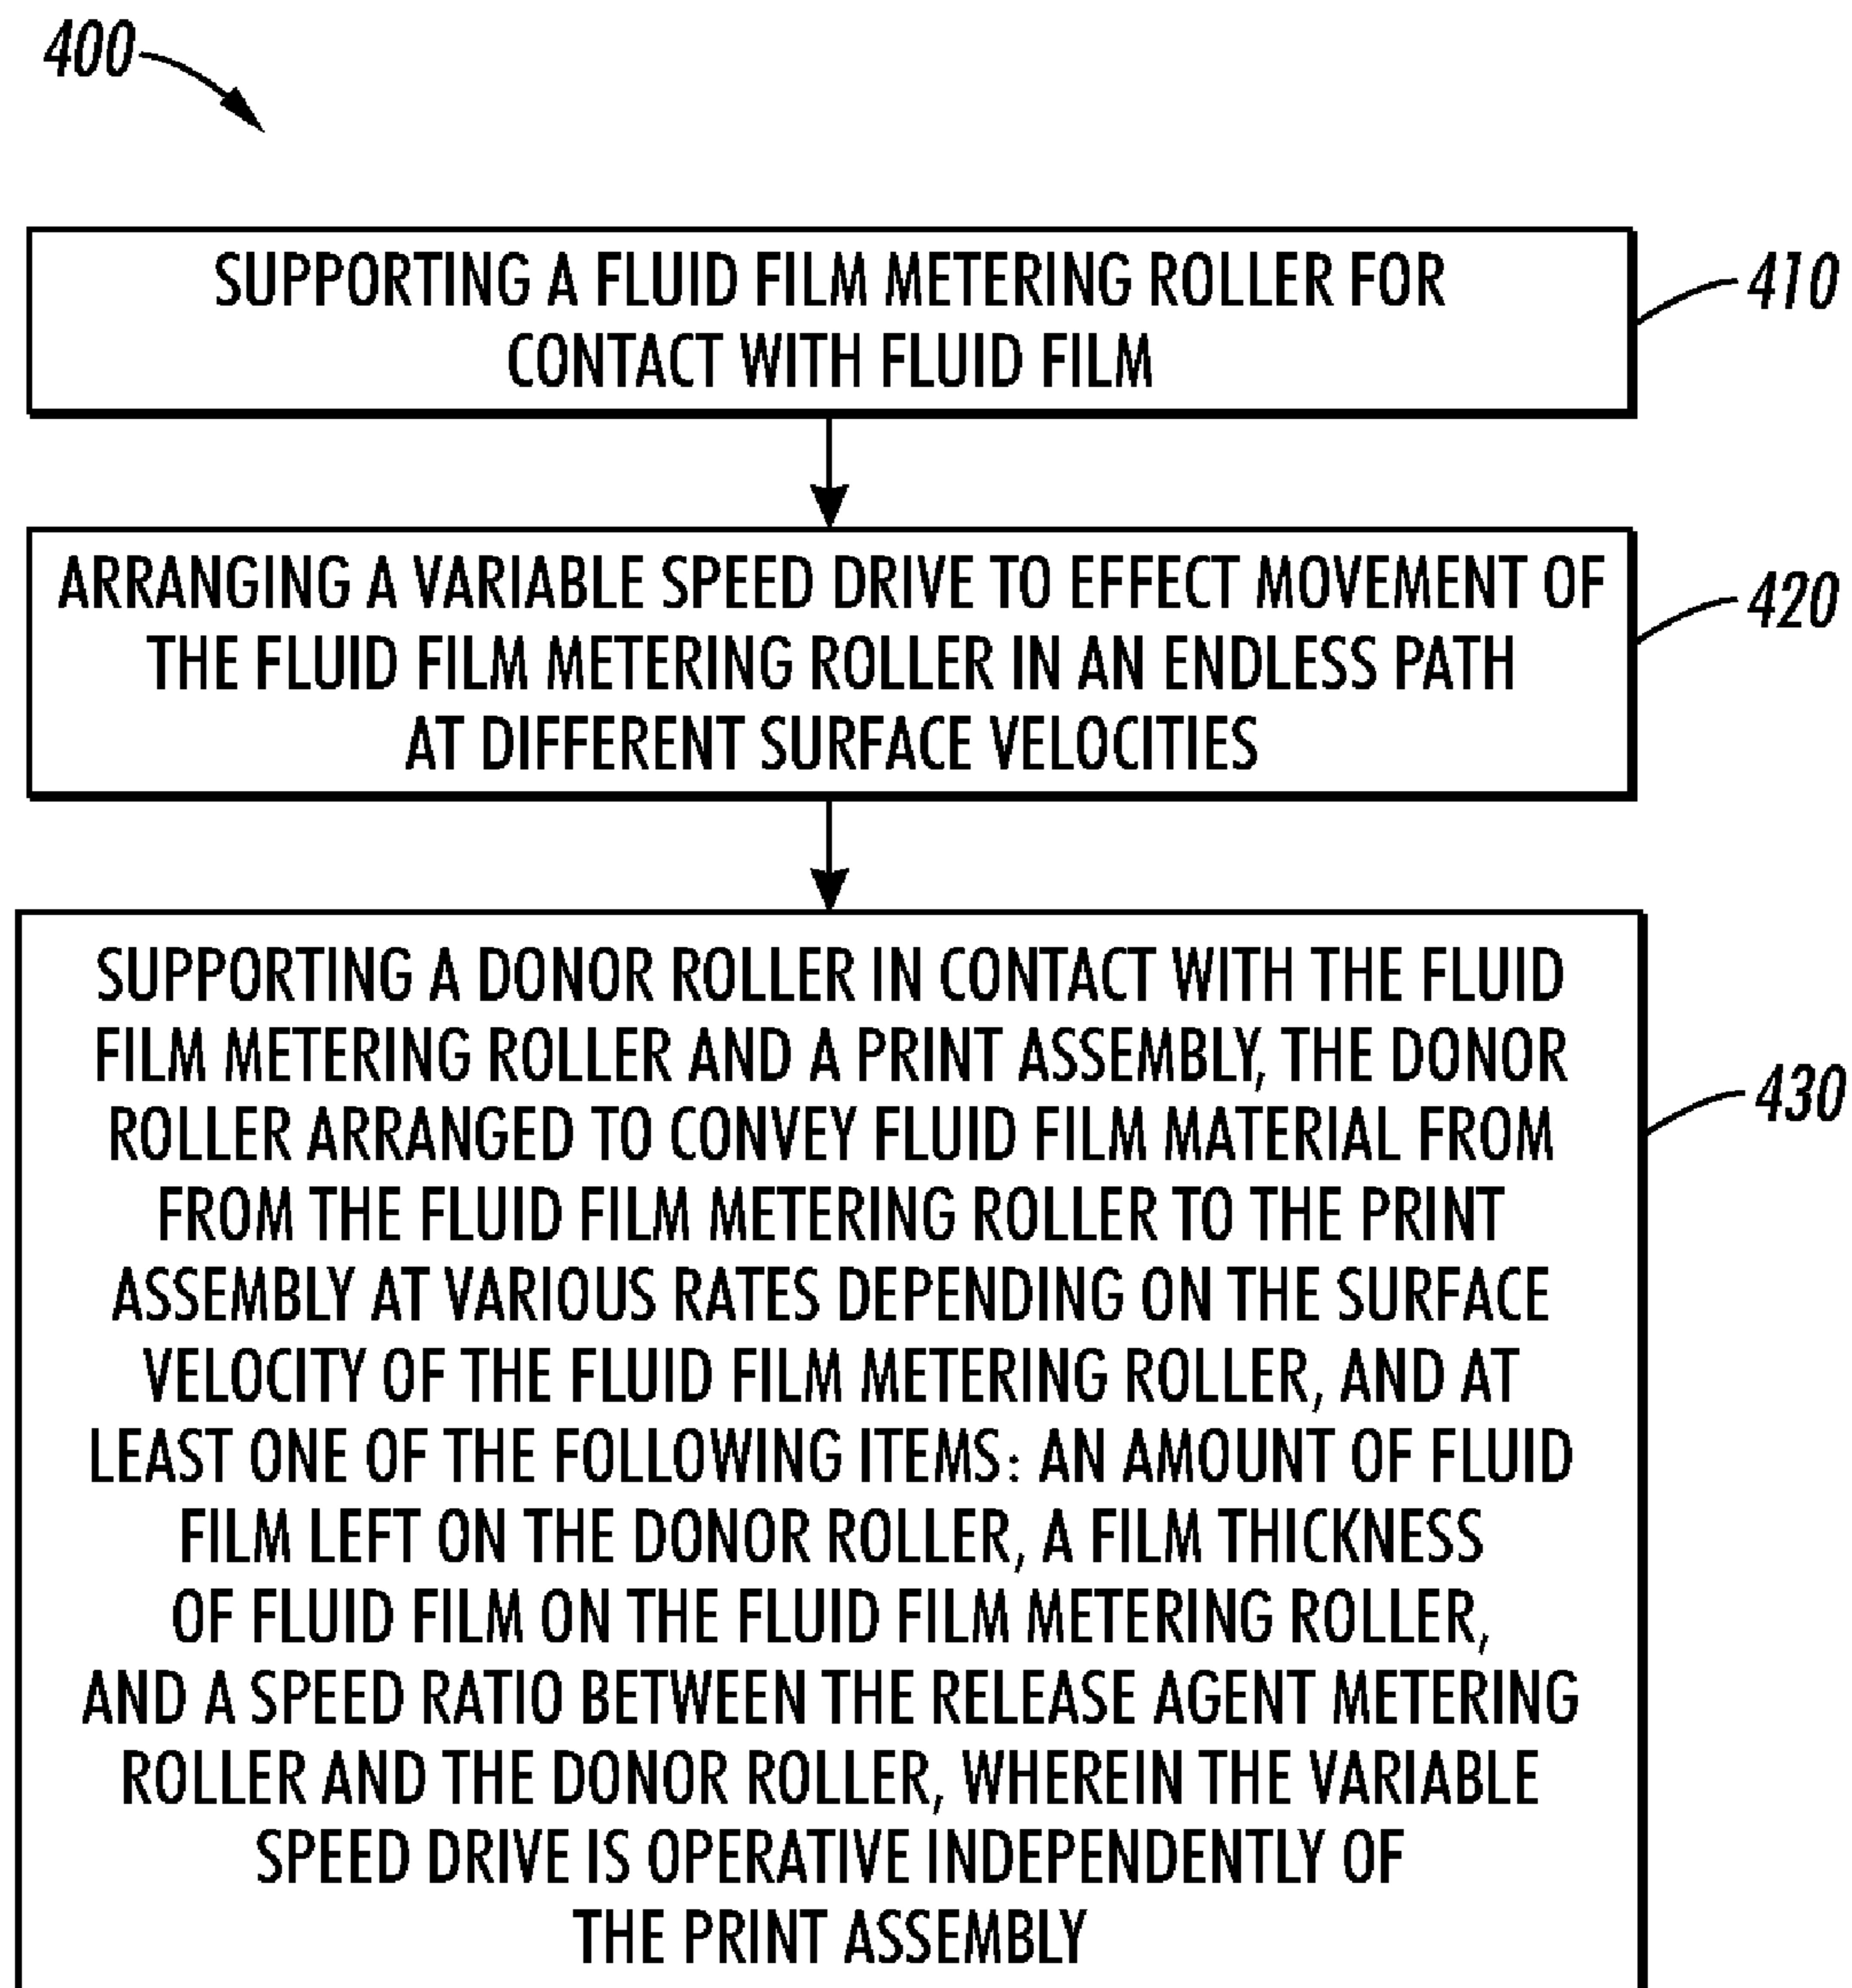 400
SUPPORTING A FLUID FILM METERING ROLLER FOR
CONTACT WITH FLUID FILM
410
ARRANGING A VARIABLE SPEED DRIVE TO EFFECT MOVEMENT OF
THE FLUID FILM METERING ROLLER IN AN ENDLESS PATH
AT DIFFERENT SURFACE VELOCITIES
420
SUPPORTING A DONOR ROLLER IN CONTACT WITH THE FLUID
FILM METERING ROLLER AND A PRINT ASSEMBLY, THE DONOR
ROLLER ARRANGED TO CONVEY FLUID FILM MATERIAL FROM
FROM THE FLUID FILM METERING ROLLER TO THE PRINT
ASSEMBLY AT VARIOUS RATES DEPENDING ON THE SURFACE
VELOCITY OF THE FLUID FILM METERING ROLLER, AND AT
LEAST ONE OF THE FOLLOWING ITEMS: AN AMOUNT OF FLUID
FILM LEFT ON THE DONOR ROLLER, A FILM THICKNESS
OF FLUID FILM ON THE FLUID FILM METERING ROLLER,
AND A SPEED RATIO BETWEEN THE RELEASE AGENT METERING
ROLLER AND THE DONOR ROLLER, WHEREIN THE VARIABLE
SPEED DRIVE IS OPERATIVE INDEPENDENTLY OF
THE PRINT ASSEMBLY
430